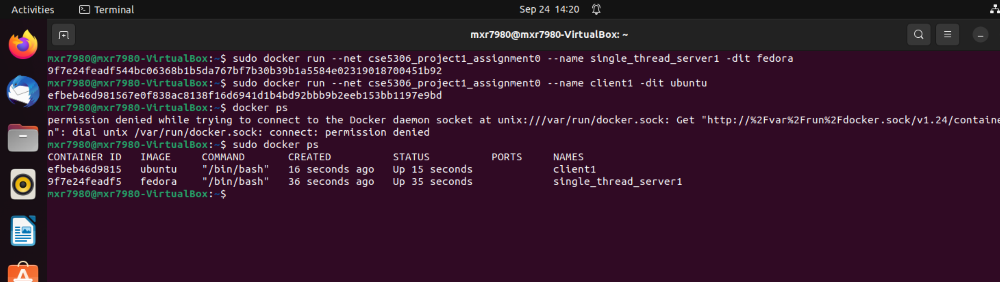 Activities Terminal Sep 24 14:20
mxr7980@mxr7980-VirtualBox: ~
mxr7980@mxr7980-VirtualBox:~$ sudo docker run --net cse5306_project1_assignment0 --name single_thread_server1 -dit fedora
9f7e24feadf544bc06368b1b5da767bf7b30b39b1a5584e02319018700451b92
mxr7980@mxr7980-VirtualBox:~$ sudo docker run --net cse5306_project1_assignment0 --name client1 -dit ubuntu
efbeb46d981567e0f838ac8138f16d6941d1b4bd92bbb9b2eeb153bb1197e9bd
mxr7980@mxr7980-VirtualBox:~$ docker ps
permission denied while trying to connect to the Docker daemon socket at unix:///var/run/docker.sock: Get "http://%2Fvar%2Frun%2Fdocker.sock/v1.24/containe
n": dial unix /var/run/docker.sock: connect: permission denied
mxr7980@mxr7980-VirtualBox:~$ sudo docker ps
CONTAINER ID IMAGE COMMAND CREATED STATUS PORTS NAMES
efbeb46d9815 ubuntu "/bin/bash" 16 seconds ago Up 15 seconds client1
9f7e24feadf5 fedora "/bin/bash" 36 seconds ago Up 35 seconds single_thread_server1
mxr7980@mxr7980-VirtualBox:~$